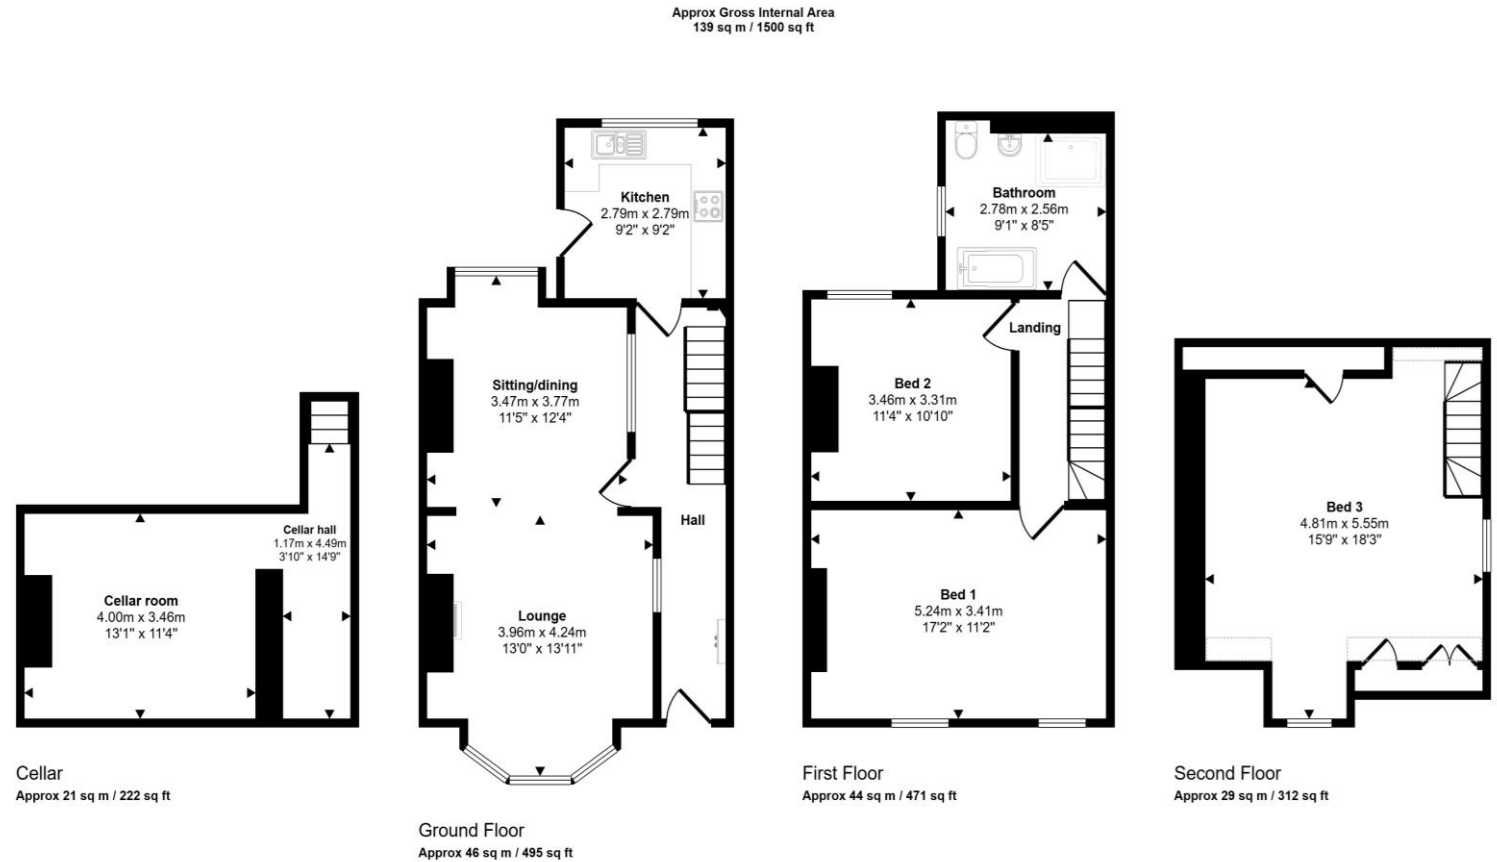 Approx Gross Internal Area
139 sq m / 1500 sq ft
Cellar hall
1.17m x 4.49m
3'10" x 14'9"
Cellar room
4.00m x 3.46m
13'1" x 11'4"
Cellar
Approx 21 sq m / 222 sq ft
Kitchen
2.79m x 2.79m
9'2" x 9'2"
Sitting/dining
3.47m x 3.77m
11'5" x 12'4"
Hall
Lounge
3.96m x 4.24m
13'0" x 13'11"
Ground Floor
Approx 46 sq m / 495 sq ft
Bathroom
2.78m x 2.56m
9'1" x 8'5"
Landing
Bed 2
3.46m x 3.31m
11'4" x 10'10"
Bed 1
5.24m x 3.41m
17'2" x 11'2"
First Floor
Approx 44 sq m / 471 sq ft
Bed 3
4.81m x 5.55m
15'9" x 18'3"
Second Floor
Approx 29 sq m / 312 sq ft